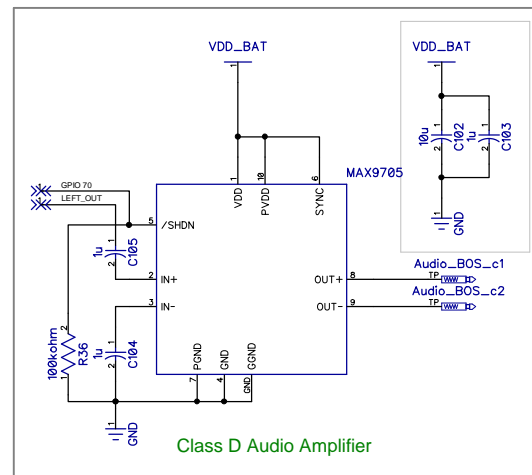 VDD_BAT
1
VDD_BAT
1
1
10u
C102
2
1
1u
C103
2
1
GND
MAX9705
1
VDD
10
PVDD
6
SYNC
1
GPIO 70
1
LEFT_OUT
5
/SHDN
1
1u
C105
2
2
IN+
3
IN-
8
OUT+
9
OUT-
Audio_BOS_c1
TP
Audio_BOS_c2
TP
2
100kohm
R36
1
1
1u
C104
2
PGND
7
GND
4
GGND
GND
1
GND
Class D Audio Amplifier